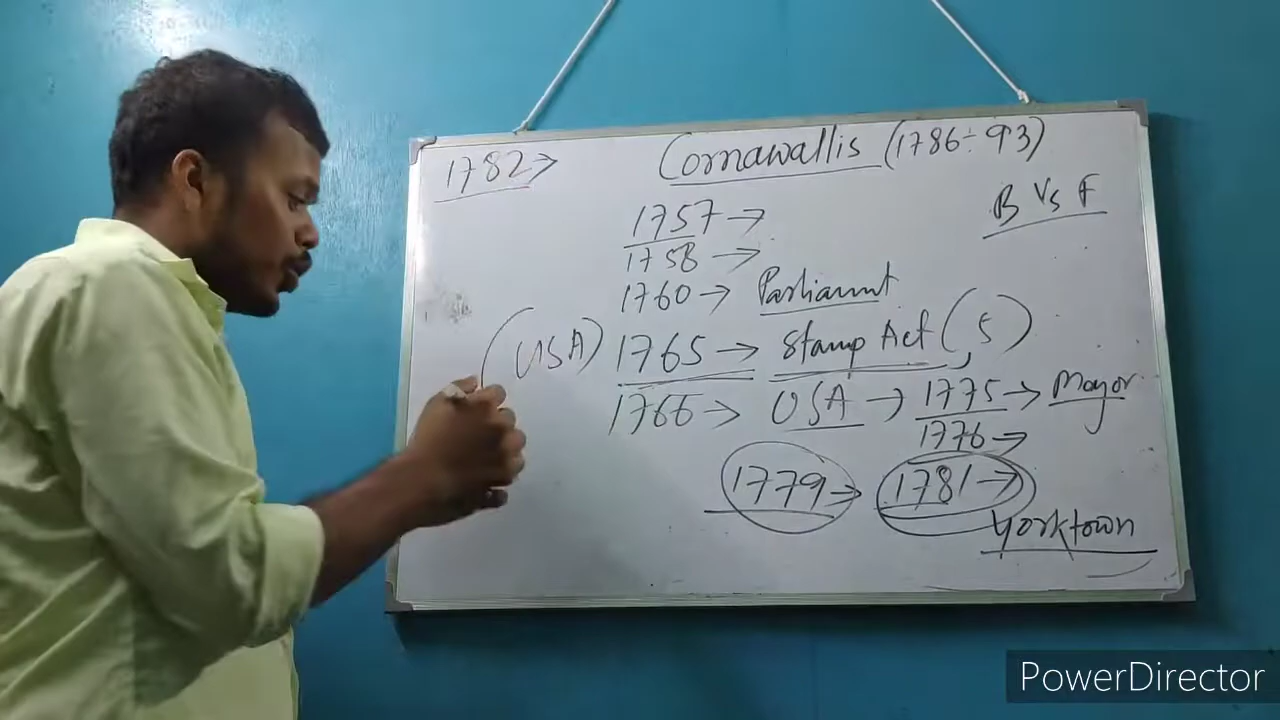 1782 →
Cornawallis (1786÷93)
B Vs F
1757 →
1758 →
1760 → Parliamnt
(USA) 1765 → Stamp Act (5)
1766 → USA → 1775 → Mayor
1776 →
1779 → 1781 →
Yorktown
PowerDirector